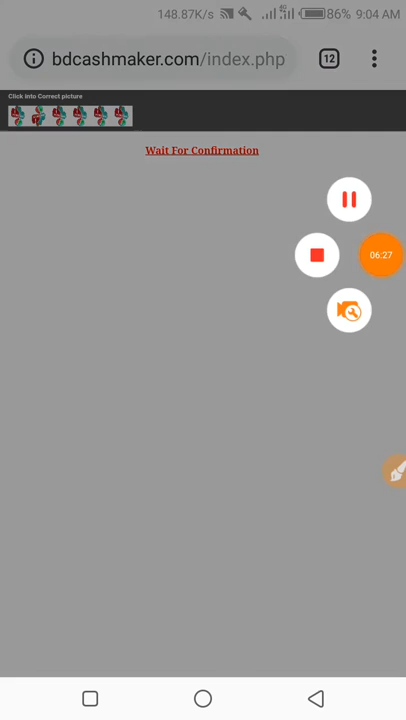 148.87K/s 4G 86% 9:04 AM
bdcashmaker.com/index.php 12
Click into Correct picture
Wait For Confirmation
06:27